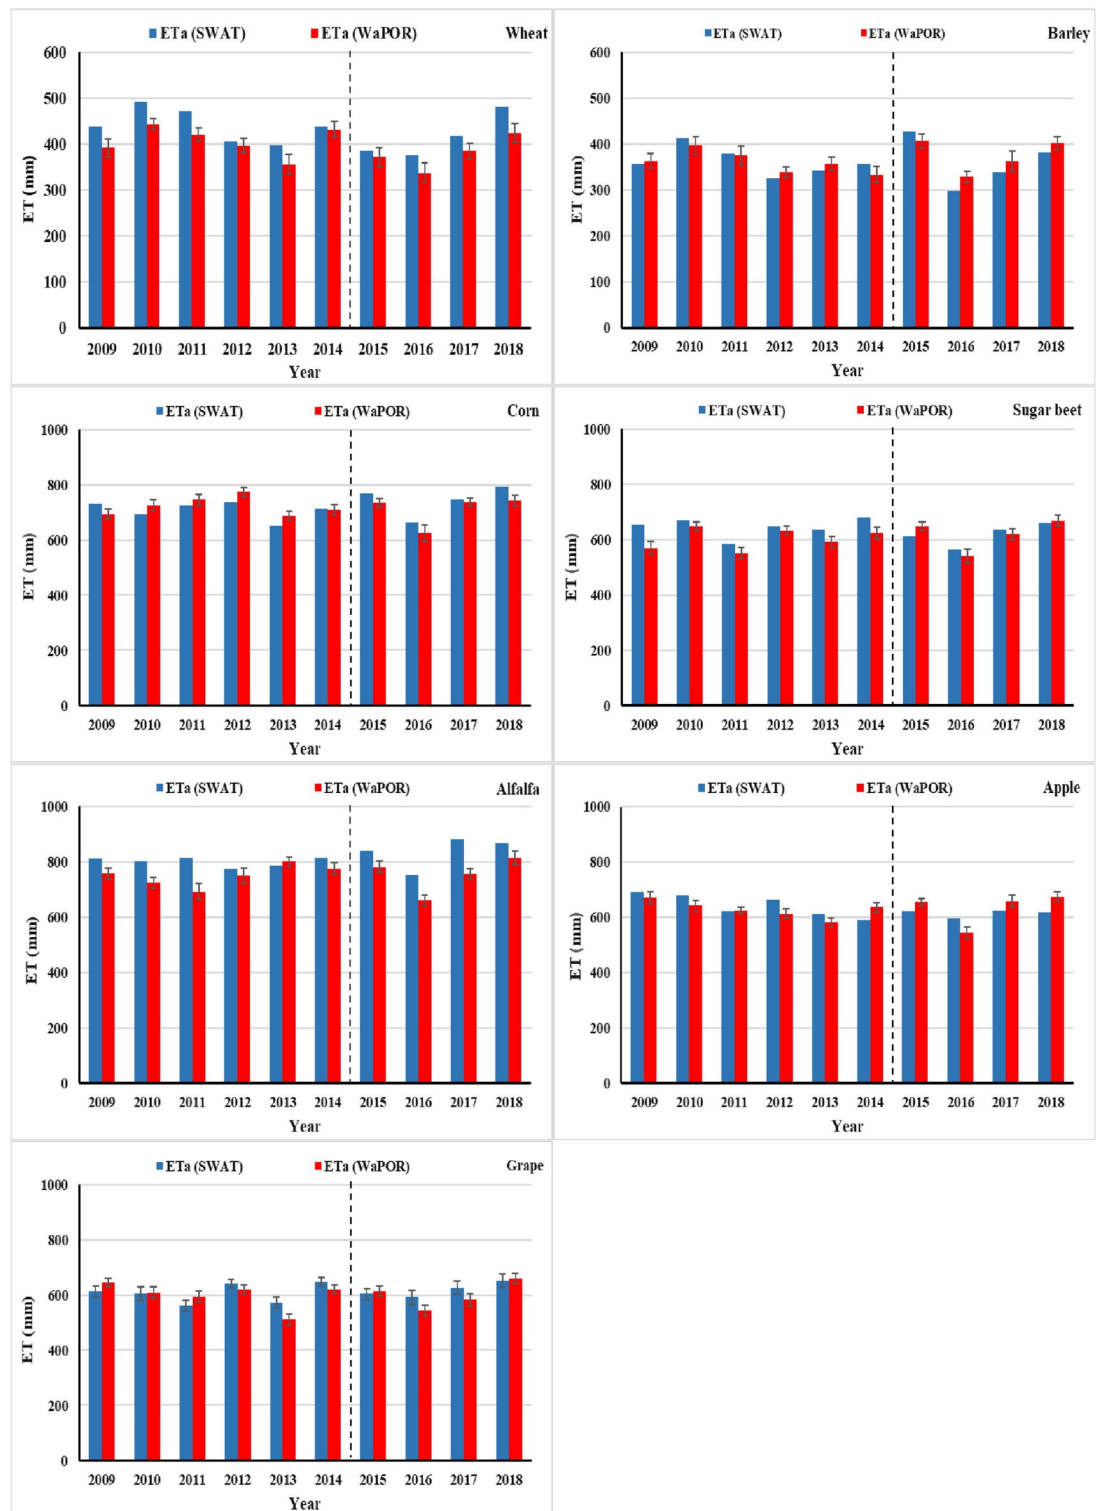 ETa (SWAT) ETa (WaPOR) Wheat
600
500
400
300
200
100
0
ET (mm)
2009 2010 2011 2012 2013 2014 2015 2016 2017 2018
Year
ETa (SWAT) ETa (WaPOR) Barley
600
500
400
300
200
100
0
ET (mm)
2009 2010 2011 2012 2013 2014 2015 2016 2017 2018
Year
ETa (SWAT) ETa (WaPOR) Corn
1000
800
600
400
200
0
ET (mm)
2009 2010 2011 2012 2013 2014 2015 2016 2017 2018
Year
ETa (SWAT) ETa (WaPOR) Sugar beet
1000
800
600
400
200
0
ET (mm)
2009 2010 2011 2012 2013 2014 2015 2016 2017 2018
Year
ETa (SWAT) ETa (WaPOR) Alfalfa
1000
800
600
400
200
0
ET (mm)
2009 2010 2011 2012 2013 2014 2015 2016 2017 2018
Year
ETa (SWAT) ETa (WaPOR) Apple
1000
800
600
400
200
0
ET (mm)
2009 2010 2011 2012 2013 2014 2015 2016 2017 2018
Year
ETa (SWAT) ETa (WaPOR) Grape
1000
800
600
400
200
0
ET (mm)
2009 2010 2011 2012 2013 2014 2015 2016 2017 2018
Year